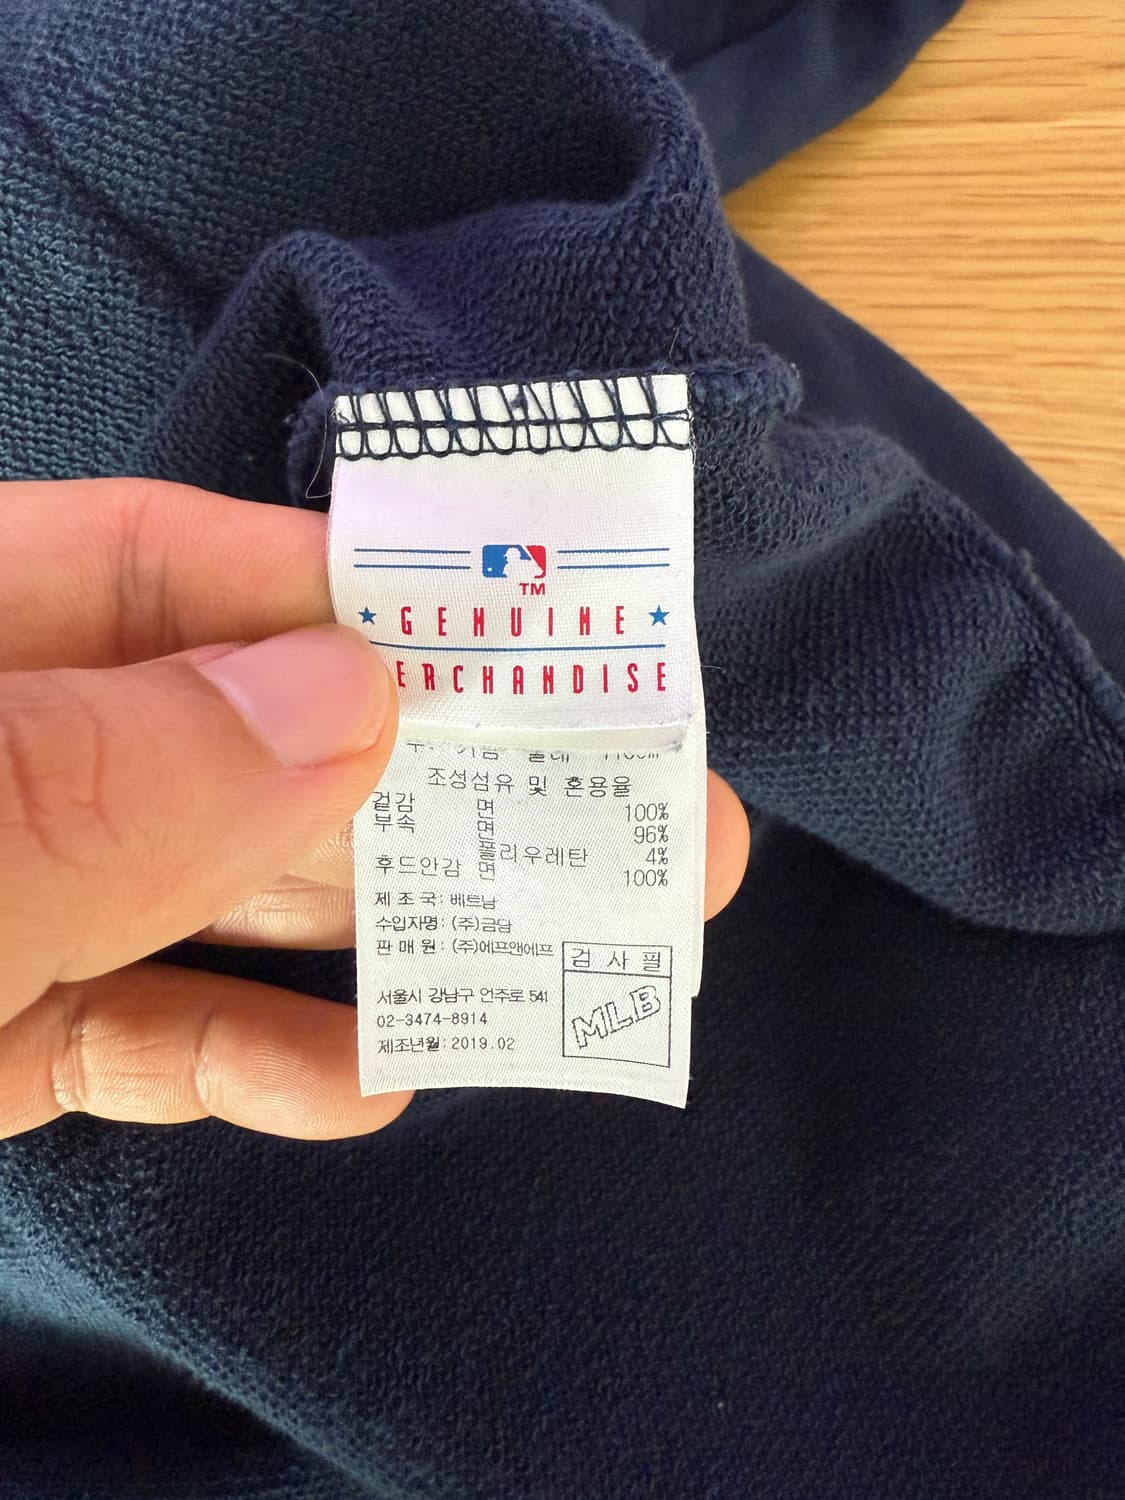 TM
GENUINE
ERCHANDISE
조성섬유 및 혼용율
겉감 면 100%
부속 면 96%
폴리우레탄 4%
후드안감 면 100%
제조국: 베트남
수입자명: (주)금담
판매원: (주)에프앤에프
서울시 강남구 언주로 541
02-3474-8914
제조년월: 2019.02
검사필
MLB